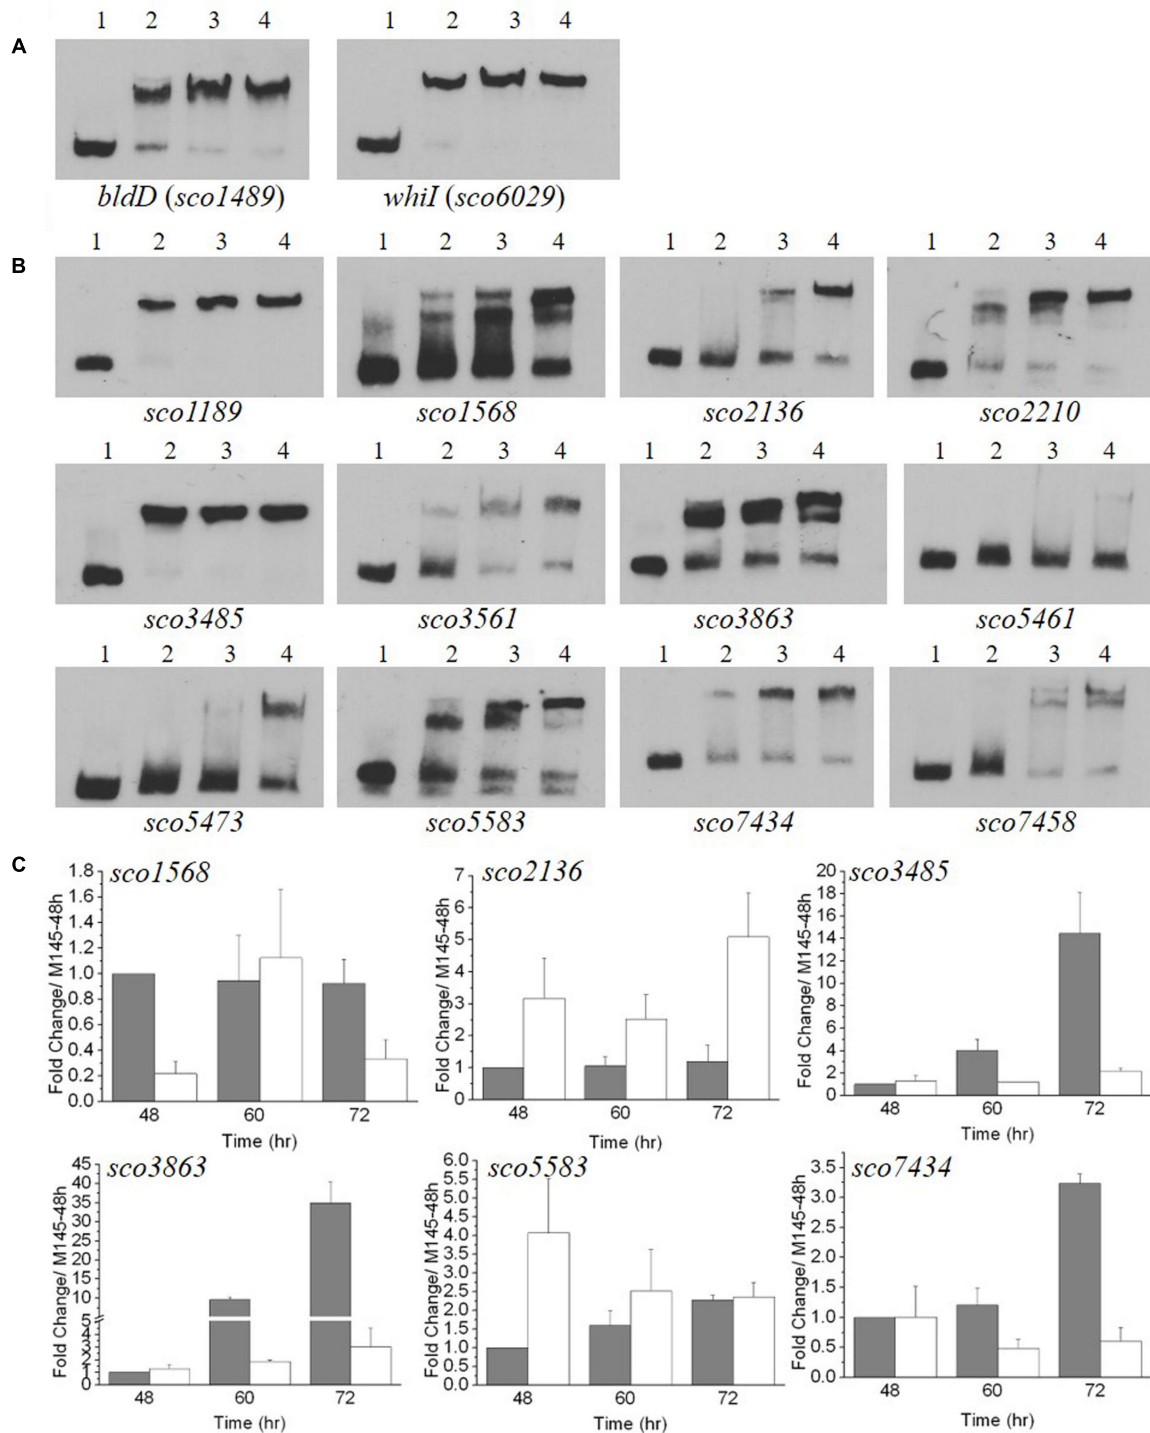 1 2 3 4 1 2 3 4
A
bldD (sco1489) whiI (sco6029)
1 2 3 4 1 2 3 4 1 2 3 4 1 2 3 4
B
sco1189 sco1568 sco2136 sco2210
1 2 3 4 1 2 3 4 1 2 3 4 1 2 3 4
sco3485 sco3561 sco3863 sco5461
1 2 3 4 1 2 3 4 1 2 3 4 1 2 3 4
sco5473 sco5583 sco7434 sco7458
C
sco1568
Fold Change/ M145-48h
1.8
1.6
1.4
1.2
1.0
0.8
0.6
0.4
0.2
0.0
48 60 72
Time (hr)
sco2136
Fold Change/ M145-48h
7
6
5
4
3
2
1
0
48 60 72
Time (hr)
sco3485
Fold Change/ M145-48h
20
18
16
14
12
10
8
6
4
2
0
48 60 72
Time (hr)
sco3863
Fold Change/ M145-48h
45
40
35
30
25
20
15
10
5
5
4
3
2
1
0
48 60 72
Time (hr)
sco5583
Fold Change/ M145-48h
6.0
5.5
5.0
4.5
4.0
3.5
3.0
2.5
2.0
1.5
1.0
0.5
0.0
48 60 72
Time (hr)
sco7434
Fold Change/ M145-48h
3.5
3.0
2.5
2.0
1.5
1.0
0.5
0.0
48 60 72
Time (hr)